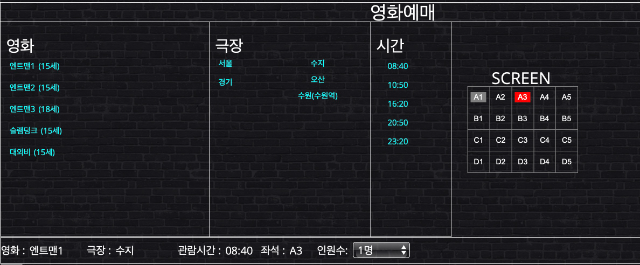 영화예매
영화
엔트맨1 (15세)
엔트맨2 (15세)
엔트맨3 (18세)
슬램덩크 (15세)
대외비 (15세)
극장
서울
경기
수지
오산
수원(수원역)
시간
08:40
10:50
16:20
20:50
23:20
SCREEN
A1 A2 A3 A4 A5
B1 B2 B3 B4 B5
C1 C2 C3 C4 C5
D1 D2 D3 D4 D5
영화 : 엔트맨1 극장 : 수지 관람시간 : 08:40 좌석 : A3 인원수: 1명